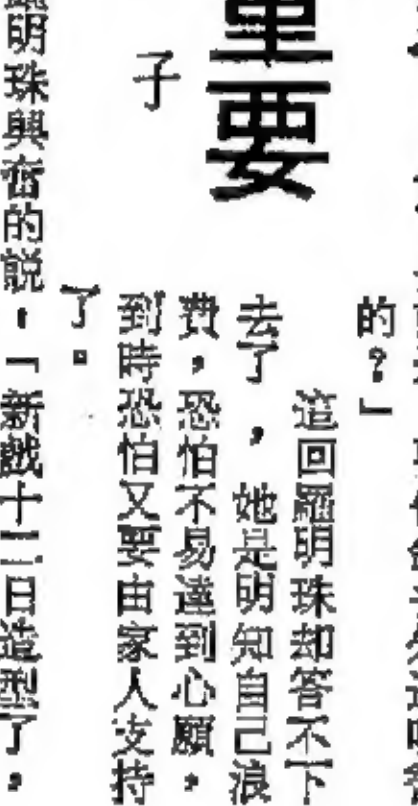 的？」
這回羅明珠却答不下
去了，她是明知自己浪
費，恐怕不易達到心願，
到時恐怕又要由家人支持
了。
重要
子
明珠興奮的說，「新戲十二日造型了，